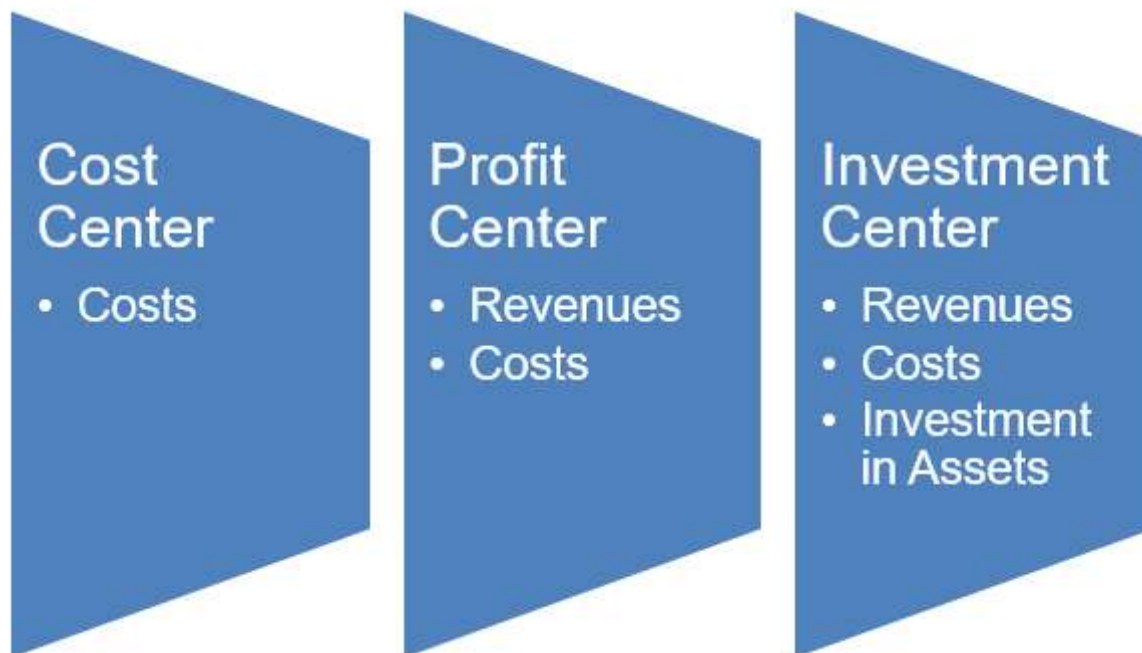 Cost
Center
• Costs
Profit
Center
• Revenues
• Costs
Investment
Center
• Revenues
• Costs
• Investment
in Assets